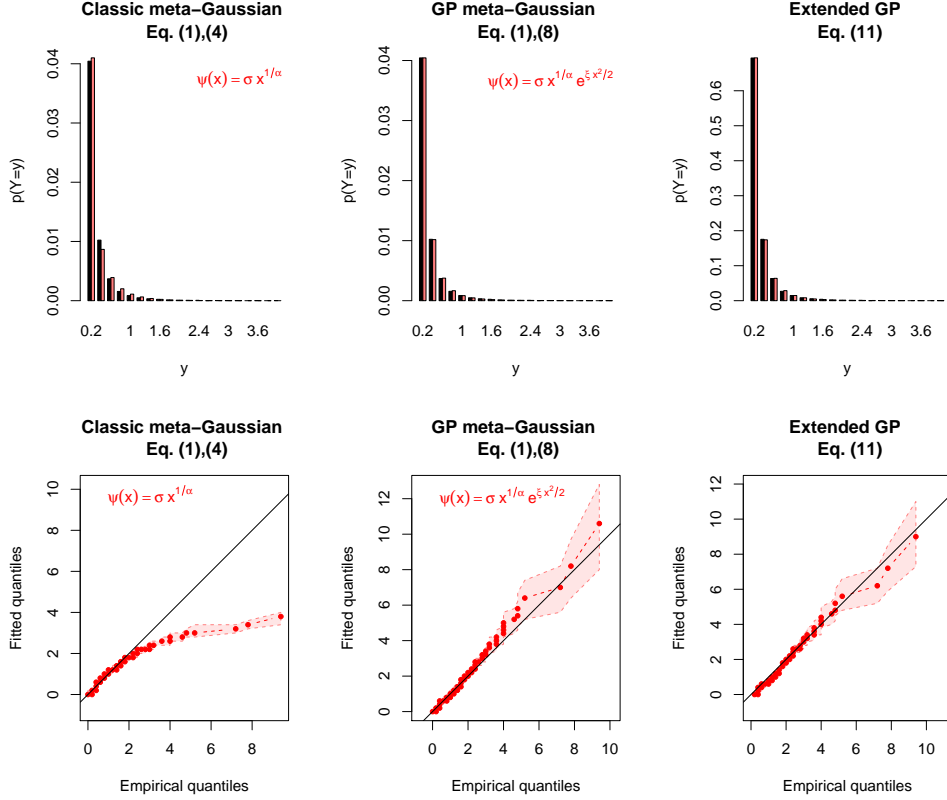 Classic meta−Gaussian
Eq. (1),(4)
GP meta−Gaussian
Eq. (1),(8)
Extended GP
Eq. (11)
ψ(x) = σ x^{1/α}
ψ(x) = σ x^{1/α} e^{ξ x²/2}
p(Y=y)
0.00 0.01 0.02 0.03 0.04
p(Y=y)
0.00 0.01 0.02 0.03 0.04
p(Y=y)
0.0 0.1 0.2 0.3 0.4 0.5 0.6
0.2 1 1.6 2.4 3 3.6
0.2 1 1.6 2.4 3 3.6
0.2 1 1.6 2.4 3 3.6
y
y
y
Classic meta−Gaussian
Eq. (1),(4)
GP meta−Gaussian
Eq. (1),(8)
Extended GP
Eq. (11)
ψ(x) = σ x^{1/α}
ψ(x) = σ x^{1/α} e^{ξ x²/2}
Fitted quantiles
0 2 4 6 8 10
Fitted quantiles
0 2 4 6 8 10 12
Fitted quantiles
0 2 4 6 8 10 12
0 2 4 6 8
0 2 4 6 8 10
0 2 4 6 8 10
Empirical quantiles
Empirical quantiles
Empirical quantiles